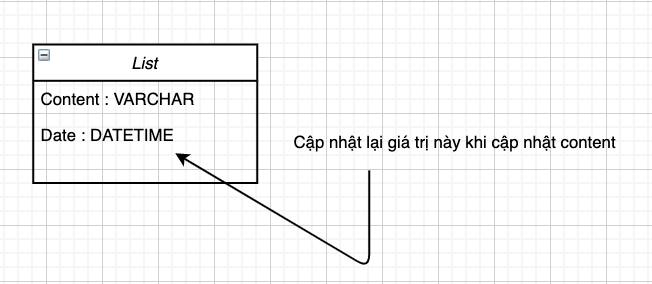 List
Content : VARCHAR
Date : DATETIME
Cập nhật lại giá trị này khi cập nhật content